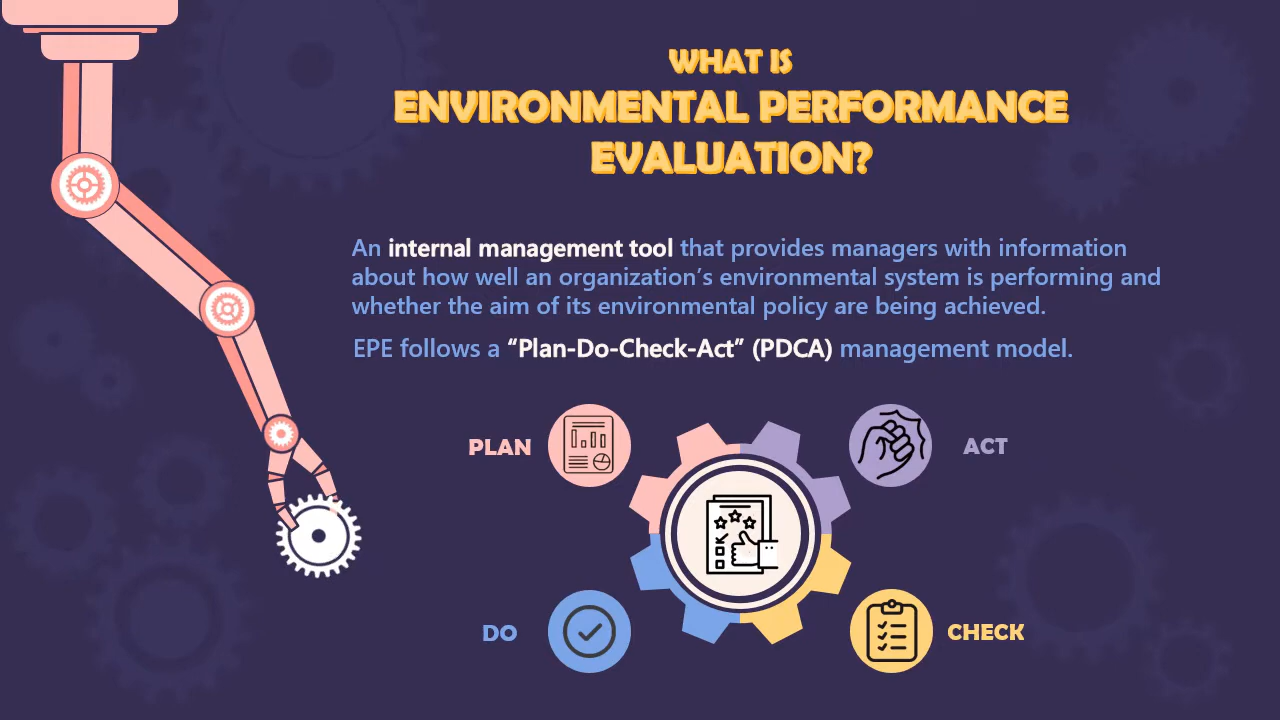 WHAT IS
ENVIRONMENTAL PERFORMANCE
EVALUATION?
An internal management tool that provides managers with information
about how well an organization’s environmental system is performing and
whether the aim of its environmental policy are being achieved.
EPE follows a “Plan-Do-Check-Act” (PDCA) management model.
PLAN
ACT
DO
CHECK